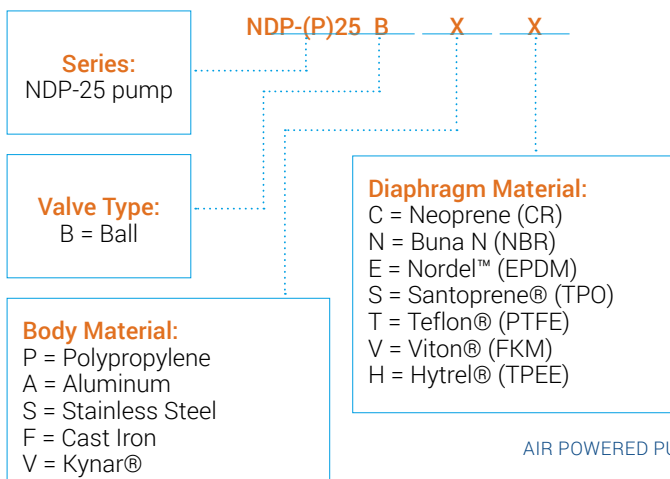 NDP-(P)25 B X X
Series:
NDP-25 pump
Valve Type:
B = Ball
Body Material:
P = Polypropylene
A = Aluminum
S = Stainless Steel
F = Cast Iron
V = Kynar®
Diaphragm Material:
C = Neoprene (CR)
N = Buna N (NBR)
E = Nordel™ (EPDM)
S = Santoprene® (TPO)
T = Teflon® (PTFE)
V = Viton® (FKM)
H = Hytrel® (TPEE)
AIR POWERED PU